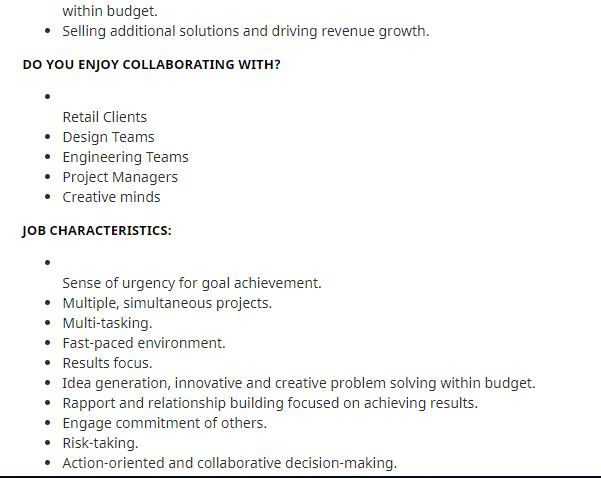 within budget.
• Selling additional solutions and driving revenue growth.
DO YOU ENJOY COLLABORATING WITH?
•
Retail Clients
• Design Teams
• Engineering Teams
• Project Managers
• Creative minds
JOB CHARACTERISTICS:
•
Sense of urgency for goal achievement.
• Multiple, simultaneous projects.
• Multi-tasking.
• Fast-paced environment.
• Results focus.
• Idea generation, innovative and creative problem solving within budget.
• Rapport and relationship building focused on achieving results.
• Engage commitment of others.
• Risk-taking.
• Action-oriented and collaborative decision-making.